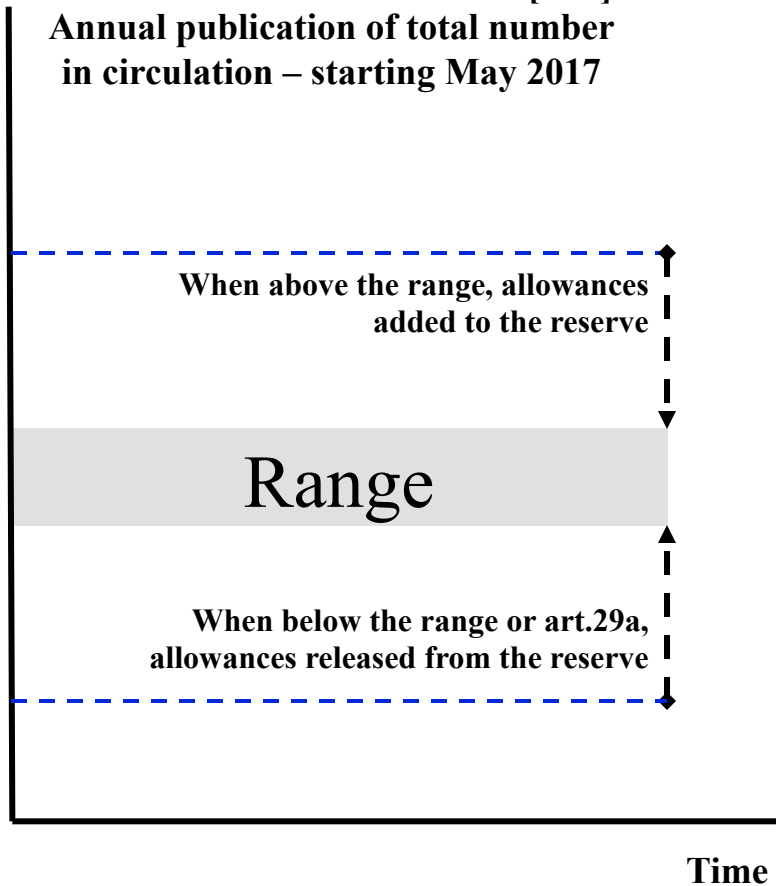 Annual publication of total number
in circulation – starting May 2017
When above the range, allowances
added to the reserve
Range
When below the range or art.29a,
allowances released from the reserve
Time